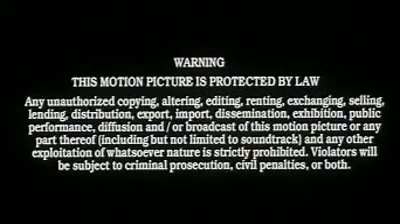 WARNING
THIS MOTION PICTURE IS PROTECTED BY LAW
Any unauthorized copying, altering, editing, renting, exchanging, selling,
lending, distribution, export, import, dissemination, exhibition, public
performance, diffusion and / or broadcast of this motion picture or any
part thereof (including but not limited to soundtrack) and any other
exploitation of whatsoever nature is strictly prohibited. Violators will
be subject to criminal prosecution, civil penalties, or both.